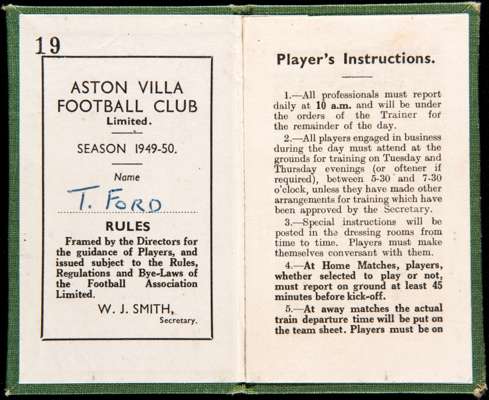 19
ASTON VILLA
FOOTBALL CLUB
Limited.
SEASON 1949-50.
Name
T. FORD
RULES
Framed by the Directors for
the guidance of Players, and
issued subject to the Rules,
Regulations and Bye-Laws of
the Football Association
Limited.
W. J. SMITH,
Secretary.
Player's Instructions.
1.—All professionals must report
daily at 10 a.m. and will be under
the orders of the Trainer for
the remainder of the day.
2.—All players engaged in business
during the day must attend at the
grounds for training on Tuesday and
Thursday evenings (or oftener if
required), between 5-30 and 7-30
o'clock, unless they have made other
arrangements for training which have
been approved by the Secretary.
3.—Special instructions will be
posted in the dressing rooms from
time to time. Players must make
themselves conversant with them.
4.—At Home Matches, players,
whether selected to play or not,
must report on ground at least 45
minutes before kick-off.
5.—At away matches the actual
train departure time will be put on
the team sheet. Players must be on